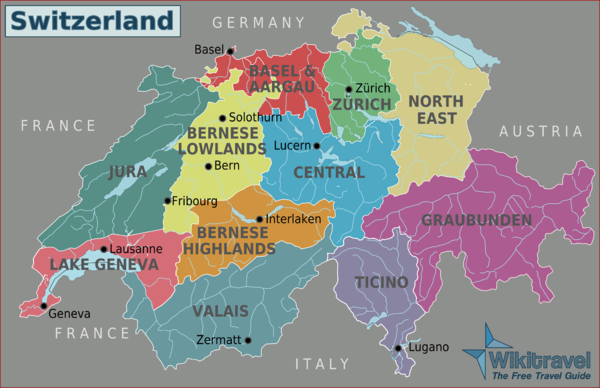 Switzerland
GERMANY
Basel
BASEL &
AARGAU
Zürich
ZÜRICH
NORTH
EAST
FRANCE
Solothurn
BERNESE
LOWLANDS
AUSTRIA
Lucern
Bern
JURA
CENTRAL
Fribourg
Interlaken
GRAUBUNDEN
BERNESE
HIGHLANDS
Lausanne
LAKE GENEVA
TICINO
VALAIS
Geneva
FRANCE
Zermatt
Lugano
ITALY
Wikitravel
The Free Travel Guide